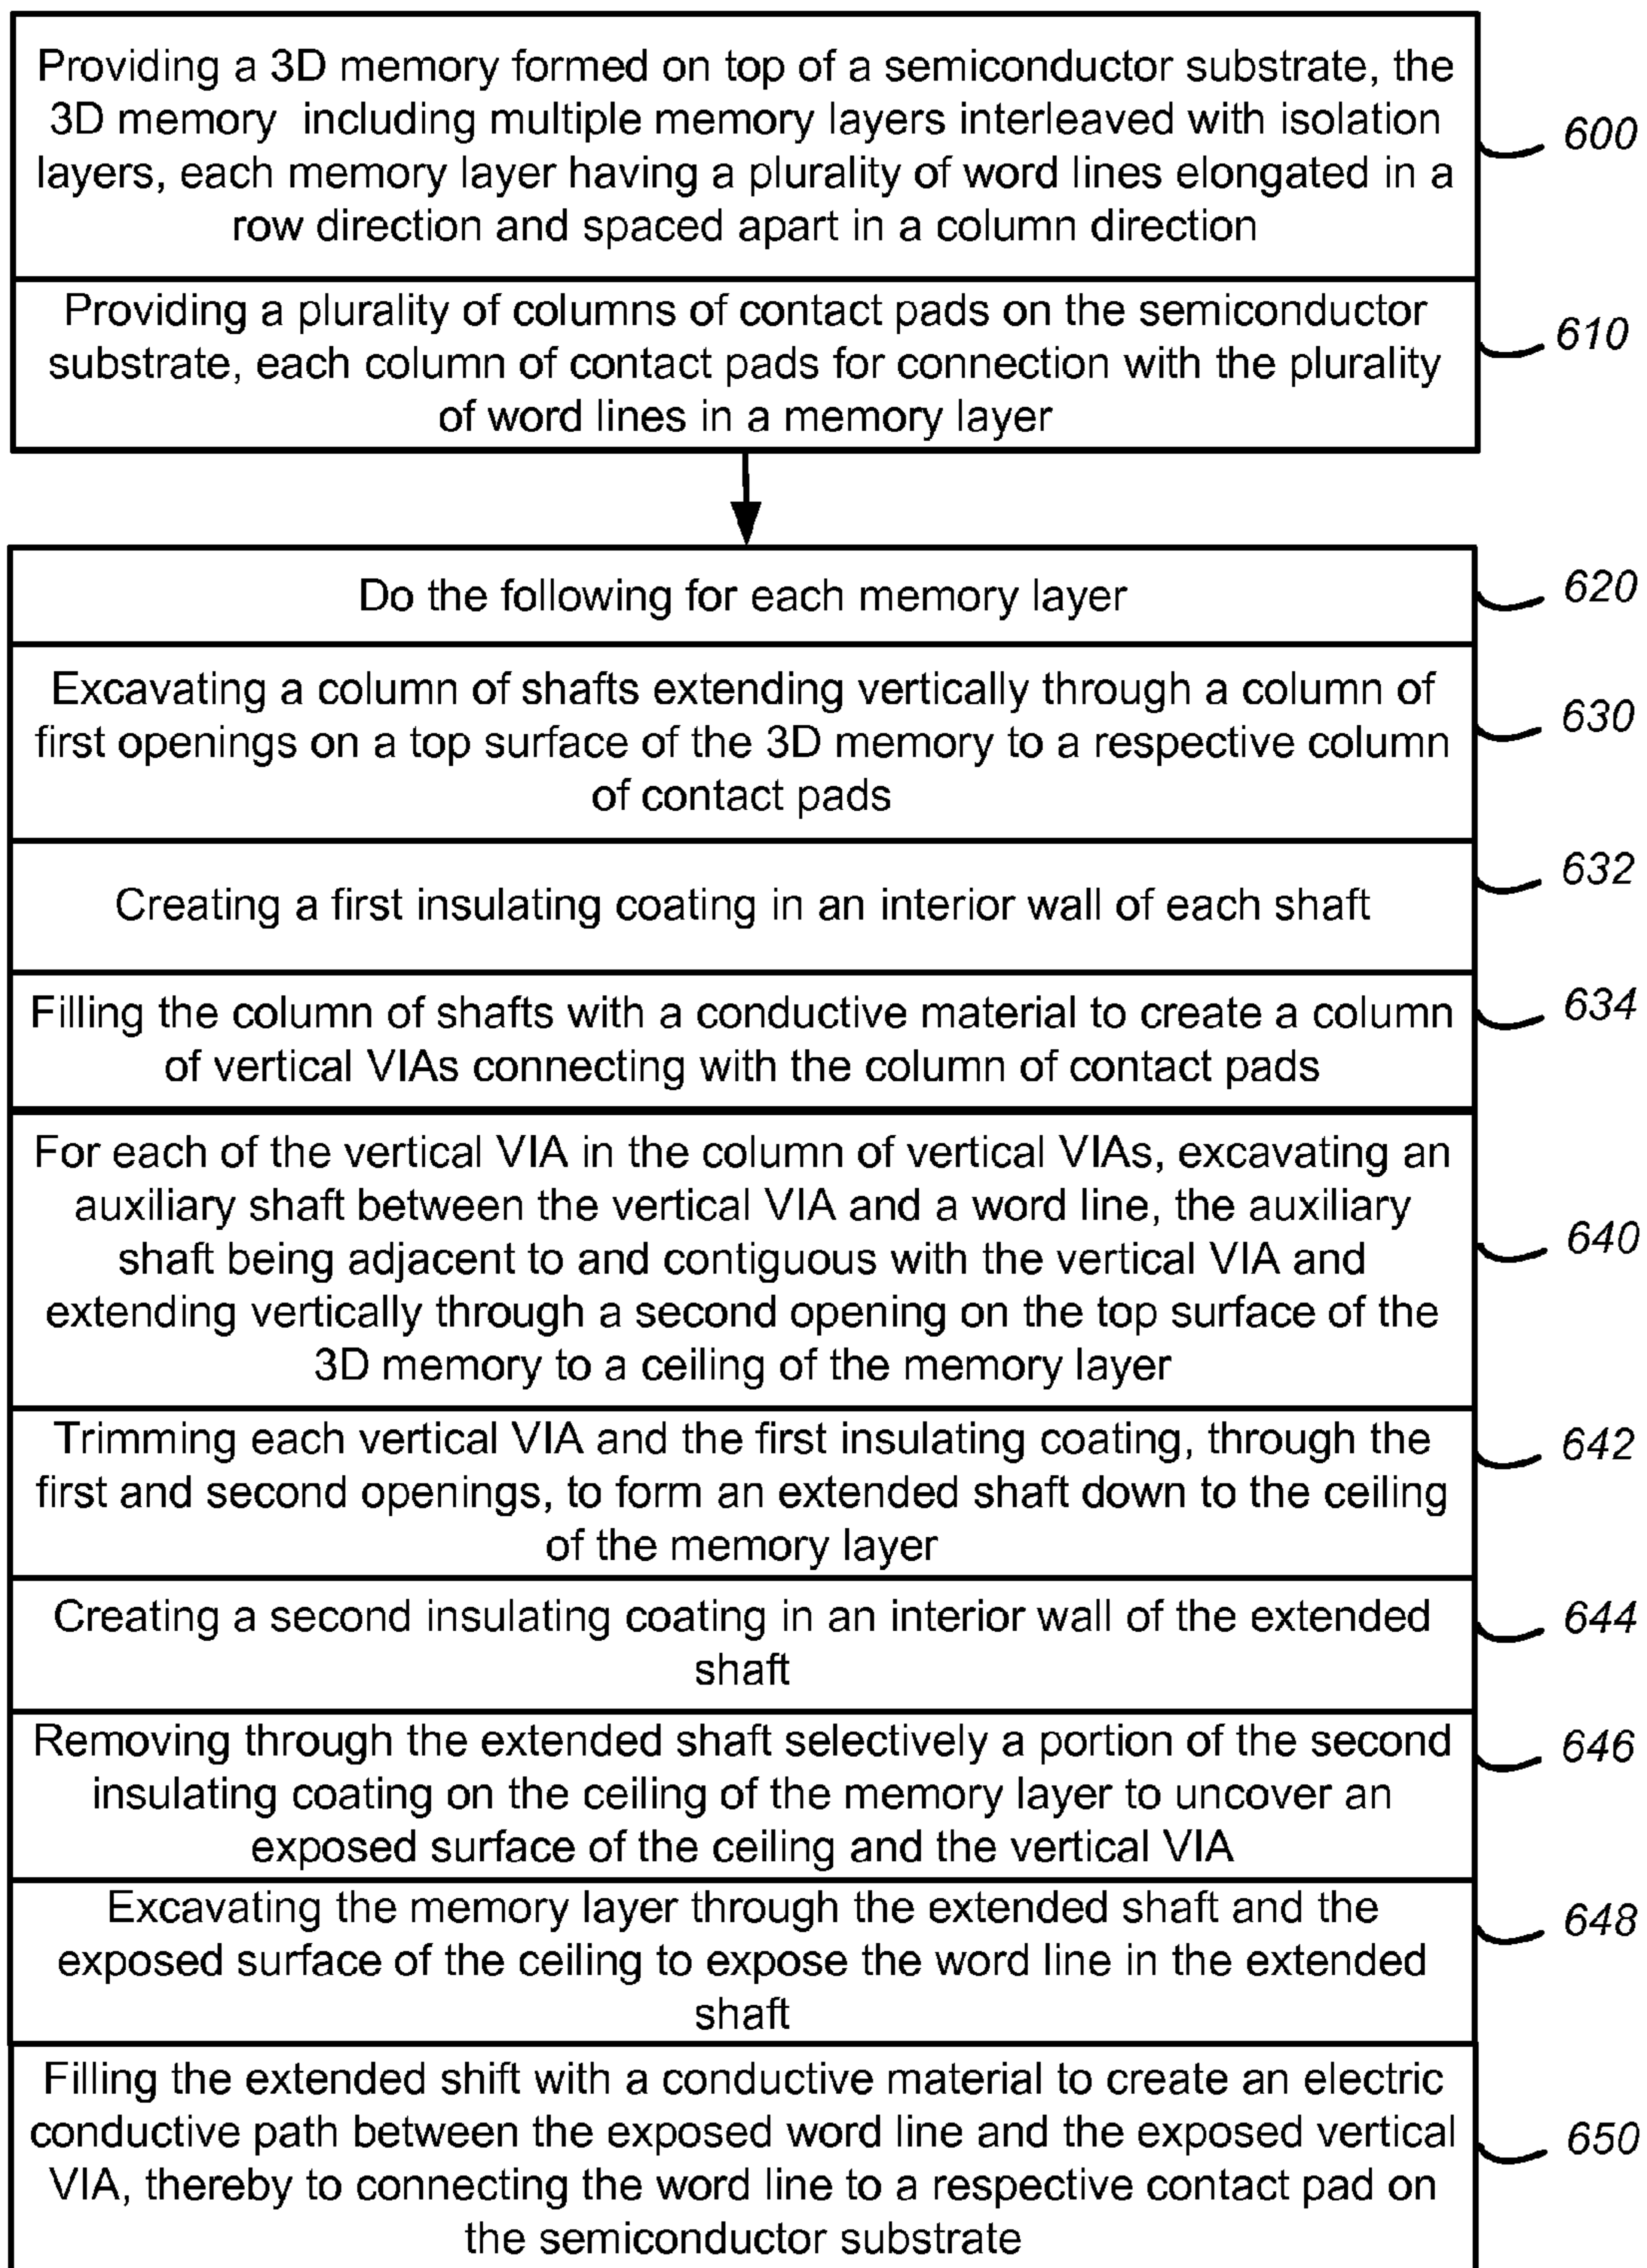 Providing a 3D memory formed on top of a semiconductor substrate, the
3D memory including multiple memory layers interleaved with isolation
layers, each memory layer having a plurality of word lines elongated in a
row direction and spaced apart in a column direction
600
Providing a plurality of columns of contact pads on the semiconductor
substrate, each column of contact pads for connection with the plurality
of word lines in a memory layer
610
Do the following for each memory layer
620
Excavating a column of shafts extending vertically through a column of
first openings on a top surface of the 3D memory to a respective column
of contact pads
630
Creating a first insulating coating in an interior wall of each shaft
632
Filling the column of shafts with a conductive material to create a column
of vertical VIAs connecting with the column of contact pads
634
For each of the vertical VIA in the column of vertical VIAs, excavating an
auxiliary shaft between the vertical VIA and a word line, the auxiliary
shaft being adjacent to and contiguous with the vertical VIA and
extending vertically through a second opening on the top surface of the
3D memory to a ceiling of the memory layer
640
Trimming each vertical VIA and the first insulating coating, through the
first and second openings, to form an extended shaft down to the ceiling
of the memory layer
642
Creating a second insulating coating in an interior wall of the extended
shaft
644
Removing through the extended shaft selectively a portion of the second
insulating coating on the ceiling of the memory layer to uncover an
exposed surface of the ceiling and the vertical VIA
646
Excavating the memory layer through the extended shaft and the
exposed surface of the ceiling to expose the word line in the extended
shaft
648
Filling the extended shift with a conductive material to create an electric
conductive path between the exposed word line and the exposed vertical
VIA, thereby to connecting the word line to a respective contact pad on
the semiconductor substrate
650